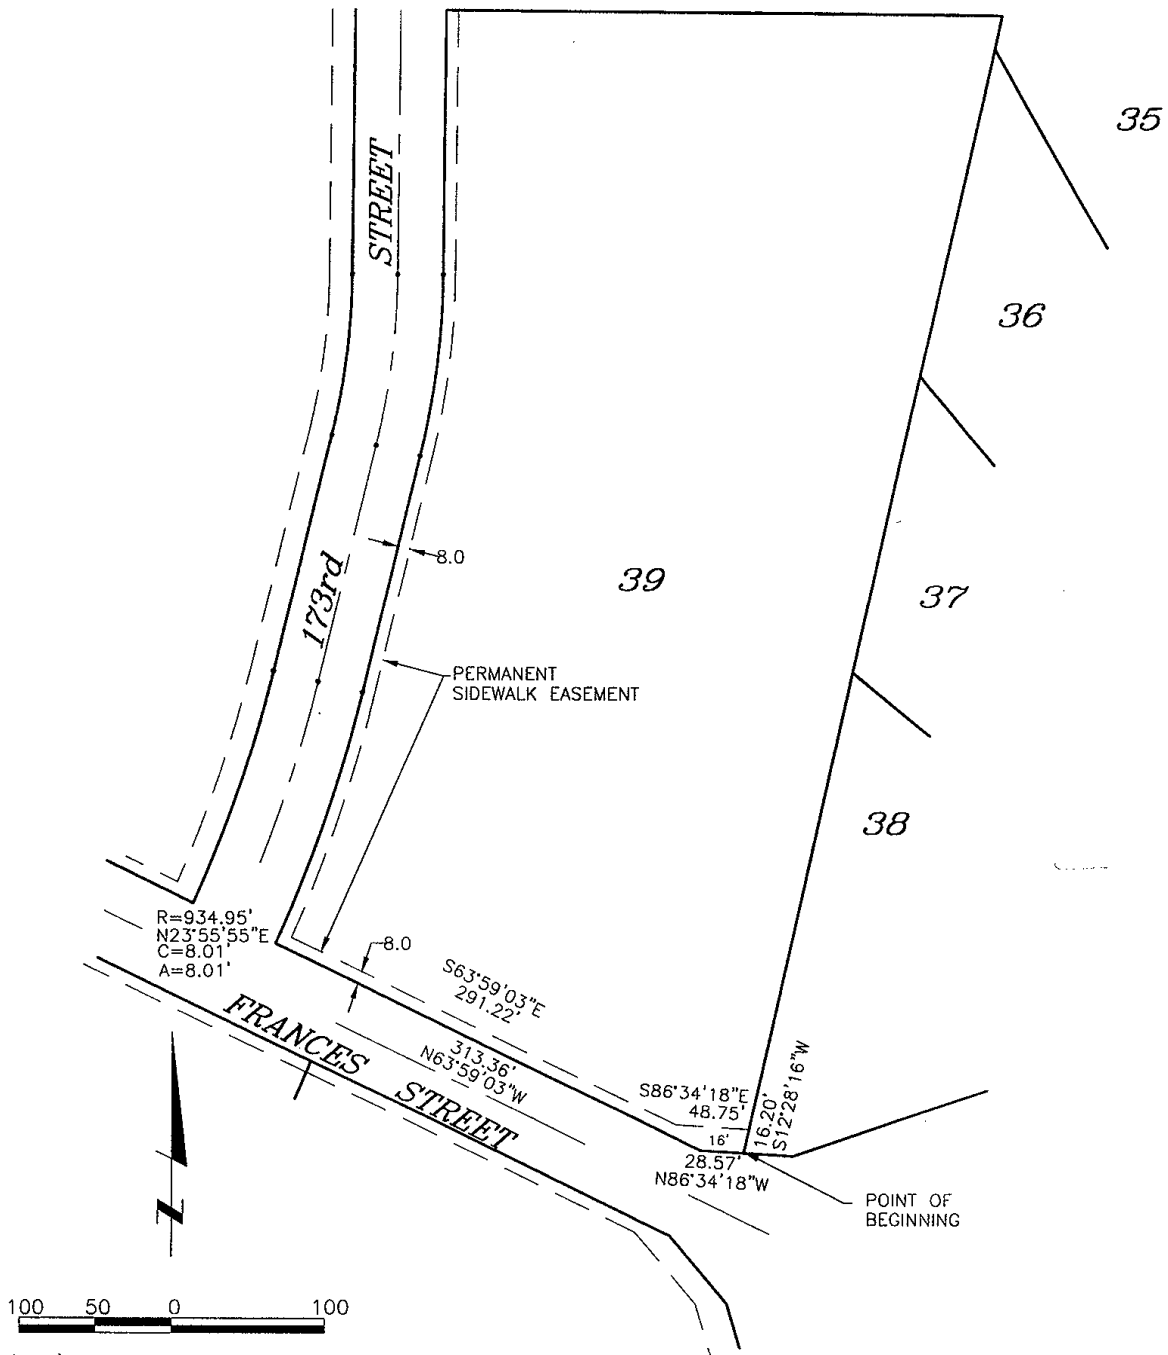 35
STREET
36
8.0
39
37
173rd
PERMANENT
SIDEWALK EASEMENT
38
R=934.95'
N23°55'55"E
C=8.01'
A=8.01'
8.0
S63°59'03"E
291.22'
FRANCES STREET
313.36'
N63°59'03"W
S86°34'18"E
48.75'
16'
16.20'
S12°28'16"W
28.57'
N86°34'18"W
POINT OF
BEGINNING
N
100 50 0 100